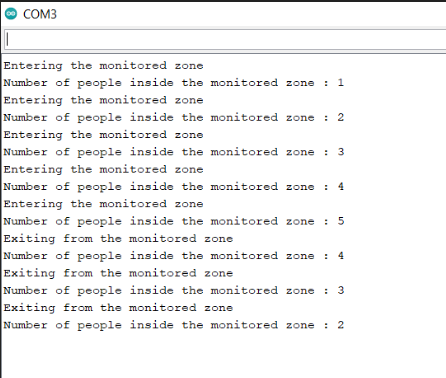 COM3
Entering the monitored zone
Number of people inside the monitored zone : 1
Entering the monitored zone
Number of people inside the monitored zone : 2
Entering the monitored zone
Number of people inside the monitored zone : 3
Entering the monitored zone
Number of people inside the monitored zone : 4
Entering the monitored zone
Number of people inside the monitored zone : 5
Exiting from the monitored zone
Number of people inside the monitored zone : 4
Exiting from the monitored zone
Number of people inside the monitored zone : 3
Exiting from the monitored zone
Number of people inside the monitored zone : 2